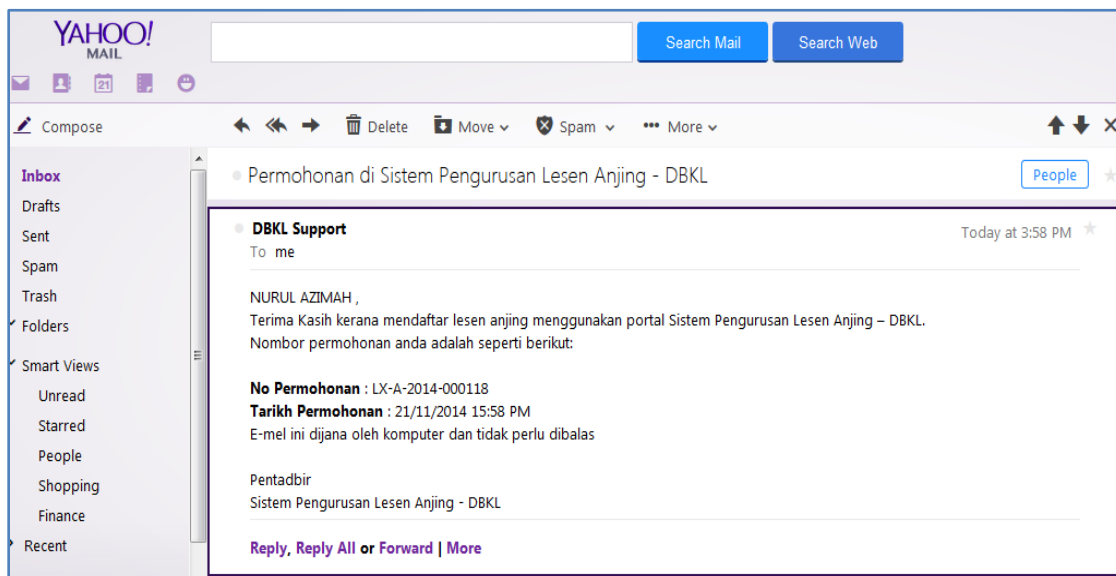 YAHOO!
MAIL
Search Mail
Search Web
21
Compose
Delete
Move
Spam
More
Inbox
Drafts
Sent
Spam
Trash
Folders
Smart Views
Unread
Starred
People
Shopping
Finance
Recent
Permohonan di Sistem Pengurusan Lesen Anjing - DBKL
People
DBKL Support
Today at 3:58 PM
To me
NURUL AZIMAH ,
Terima Kasih kerana mendaftar lesen anjing menggunakan portal Sistem Pengurusan Lesen Anjing – DBKL.
Nombor permohonan anda adalah seperti berikut:
No Permohonan : LX-A-2014-000118
Tarikh Permohonan : 21/11/2014 15:58 PM
E-mel ini dijana oleh komputer dan tidak perlu dibalas
Pentadbir
Sistem Pengurusan Lesen Anjing - DBKL
Reply, Reply All or Forward | More